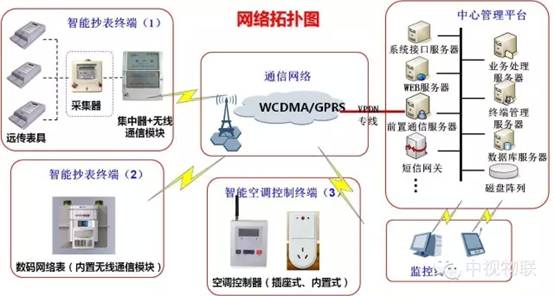 网络拓扑图
智能抄表终端（1）
采集器
远传表具
集中器+无线
通信模块
通信网络
WCDMA/GPRS
VPDN
专线
中心管理平台
系统接口服务器
WEB服务器
前置通信服务器
短信网关
业务处理
服务器
终端管理
服务器
数据库服务器
磁盘阵列
智能抄表终端（2）
数码网络表（内置无线通信模块）
智能空调控制终端（3）
空调控制器（插座式、内置式）
监控
中视物联